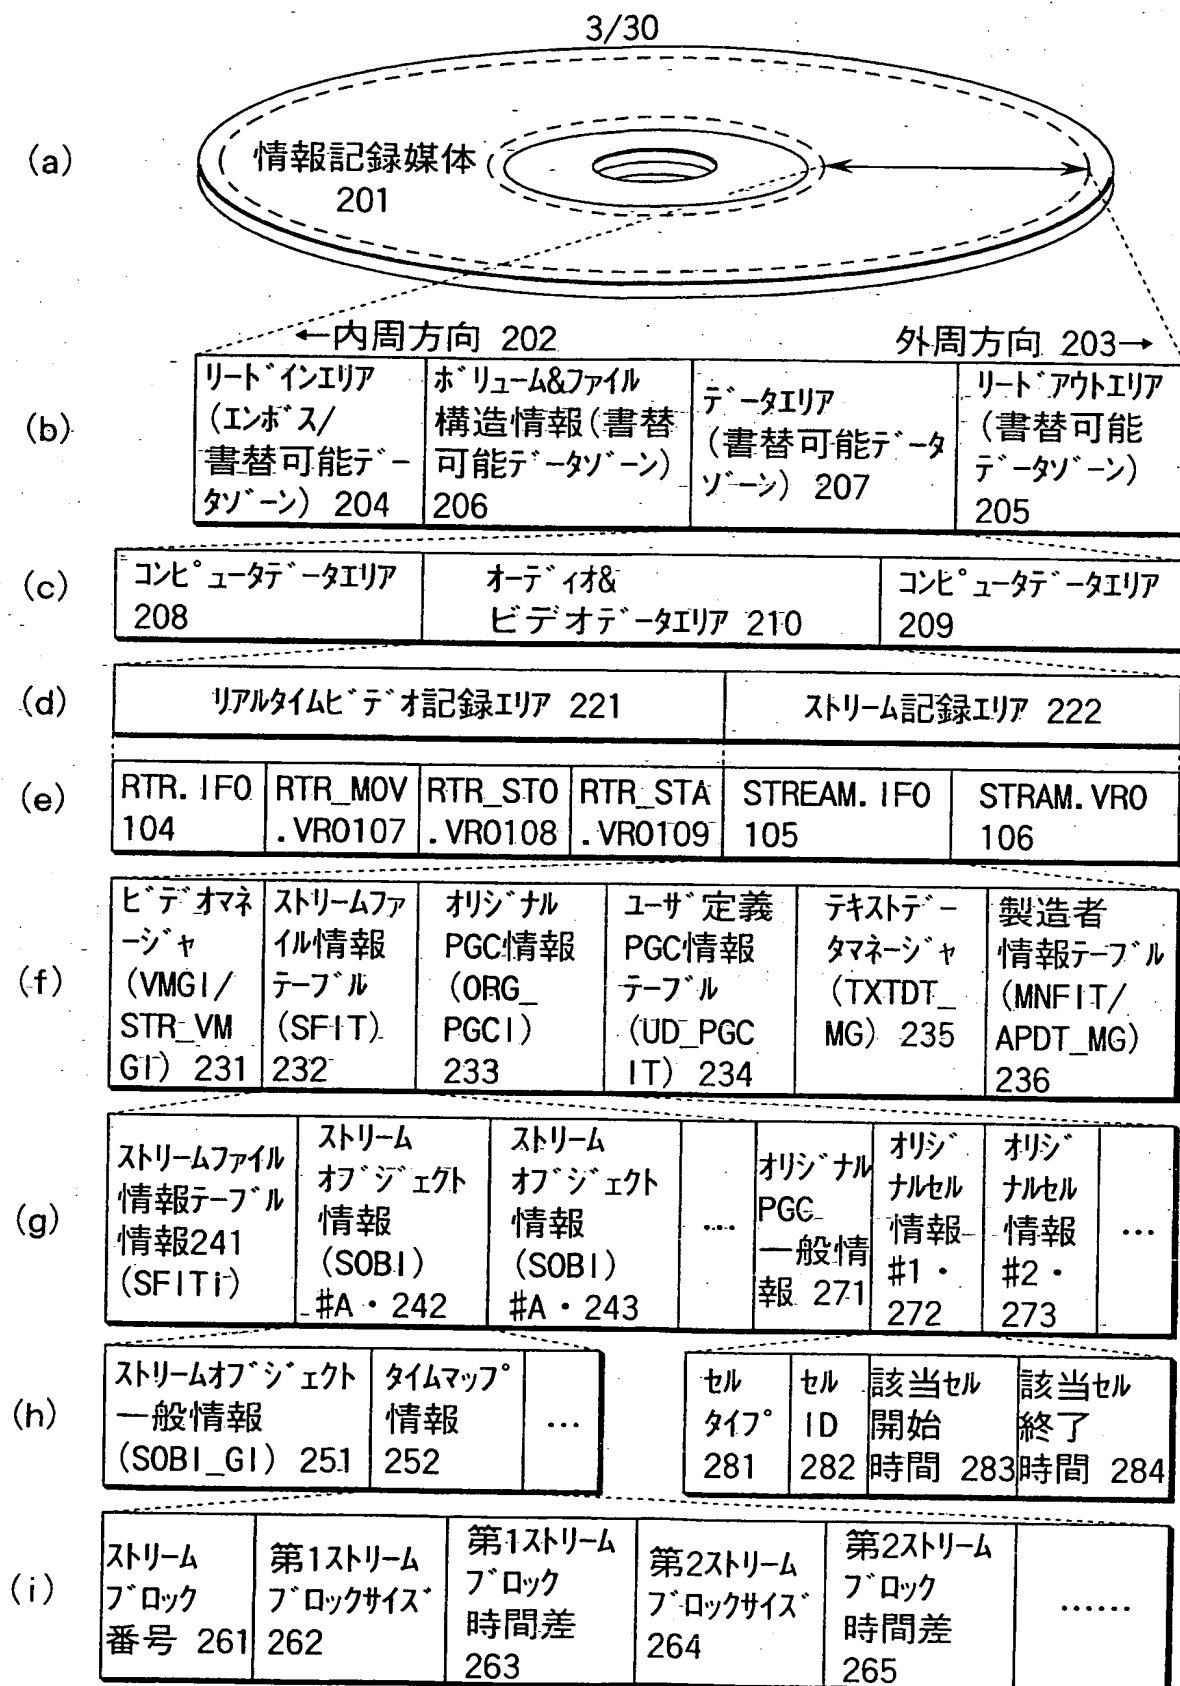 3/30
(a)
情報記録媒体
201
←内周方向 202
外周方向 203→
(b)
リードインエリア
(エンボス/
書替可能デー
タゾーン) 204
ボリューム&ファイル
構造情報(書替
可能データゾーン)
206
データエリア
(書替可能データ
ゾーン) 207
リードアウトエリア
(書替可能
データゾーン)
205
(c)
コンピュータデータエリア
208
オーディオ&
ビデオデータエリア 210
コンピュータデータエリア
209
(d)
リアルタイムビデオ記録エリア 221
ストリーム記録エリア 222
(e)
RTR.IFO
104
RTR_MOV
.VRO107
RTR_STO
.VRO108
RTR_STA
.VRO109
STREAM.IFO
105
STRAM.VRO
106
(f)
ビデオマネ
ージャ
(VMGI/
STR_VM
GI) 231
ストリームファ
イル情報
テーブル
(SFIT)
232
オリジナル
PGC情報
(ORG_
PGCI)
233
ユーザ定義
PGC情報
テーブル
(UD_PGC
IT) 234
テキストデー
タマネージャ
(TXTDT_
MG) 235
製造者
情報テーブル
(MNFIT/
APDT_MG)
236
(g)
ストリームファイル
情報テーブル
情報241
(SFITi)
ストリーム
オブジェクト
情報
(SOBI)
#A・242
ストリーム
オブジェクト
情報
(SOBI)
#A・243
…
オリジナル
PGC
一般情
報 271
オリジ
ナルセル
情報
#1・
272
オリジ
ナルセル
情報
#2・
273
…
(h)
ストリームオブジェクト
一般情報
(SOBI_GI) 251
タイムマップ
情報
252
…
セル
タイプ
281
セル
ID
282
該当セル
開始
時間 283
該当セル
終了
時間 284
(i)
ストリーム
ブロック
番号 261
第1ストリーム
ブロックサイズ
262
第1ストリーム
ブロック
時間差
263
第2ストリーム
ブロックサイズ
264
第2ストリーム
ブロック
時間差
265
……